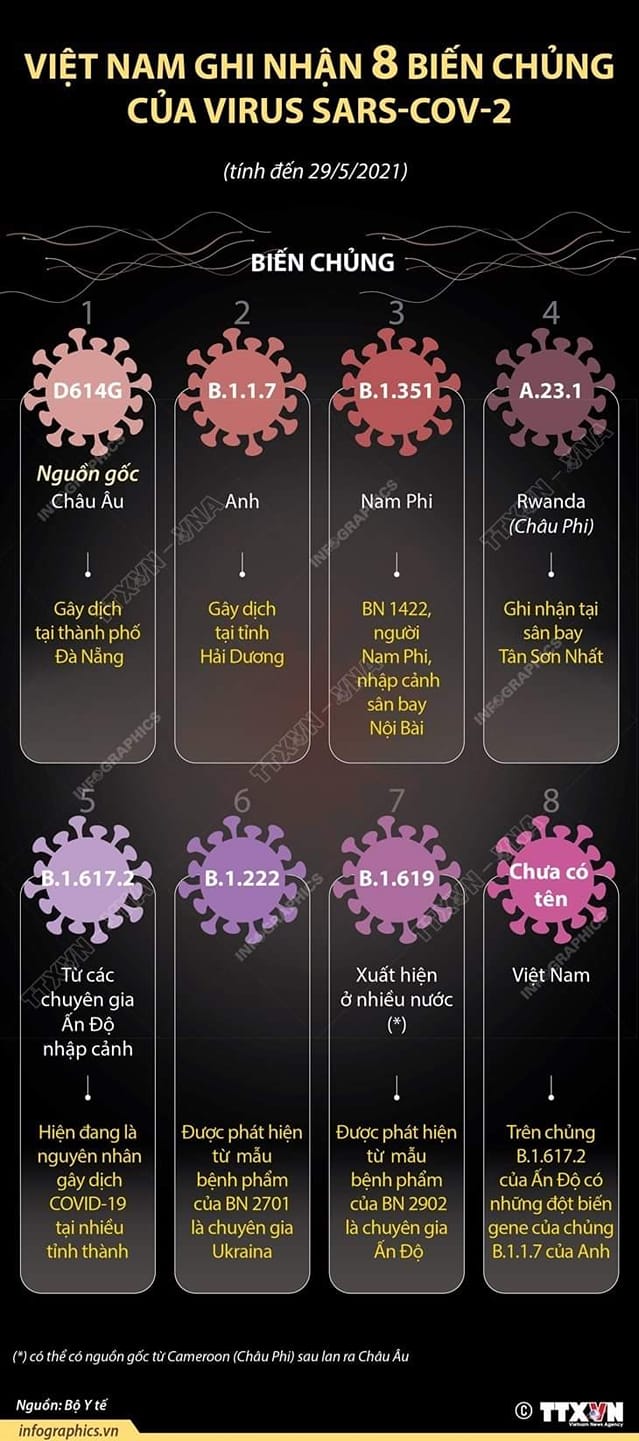 VIỆT NAM GHI NHẬN 8 BIẾN CHỦNG
CỦA VIRUS SARS-COV-2
(tính đến 29/5/2021)
BIẾN CHỦNG
1
D614G
Nguồn gốc
Châu Âu
Gây dịch
tại thành phố
Đà Nẵng
2
B.1.1.7
Anh
Gây dịch
tại tỉnh
Hải Dương
3
B.1.351
Nam Phi
BN 1422,
người
Nam Phi,
nhập cảnh
sân bay
Nội Bài
4
A.23.1
Rwanda
(Châu Phi)
Ghi nhận tại
sân bay
Tân Sơn Nhất
5
B.1.617.2
Từ các
chuyên gia
Ấn Độ
nhập cảnh
Hiện đang là
nguyên nhân
gây dịch
COVID-19
tại nhiều
tỉnh thành
6
B.1.222
Được phát hiện
từ mẫu
bệnh phẩm
của BN 2701
là chuyên gia
Ukraina
7
B.1.619
Xuất hiện
ở nhiều nước
(*)
Được phát hiện
từ mẫu
bệnh phẩm
của BN 2902
là chuyên gia
Ấn Độ
8
Chưa có
tên
Việt Nam
Trên chủng
B.1.617.2
của Ấn Độ có
những đột biến
gene của chủng
B.1.1.7 của Anh
(*) có thể có nguồn gốc từ Cameroon (Châu Phi) sau lan ra Châu Âu
Nguồn: Bộ Y tế
infographics.vn
© TTXVN
Vietnam News Agency
TTXVN – VNA
INFOGRAPHICS